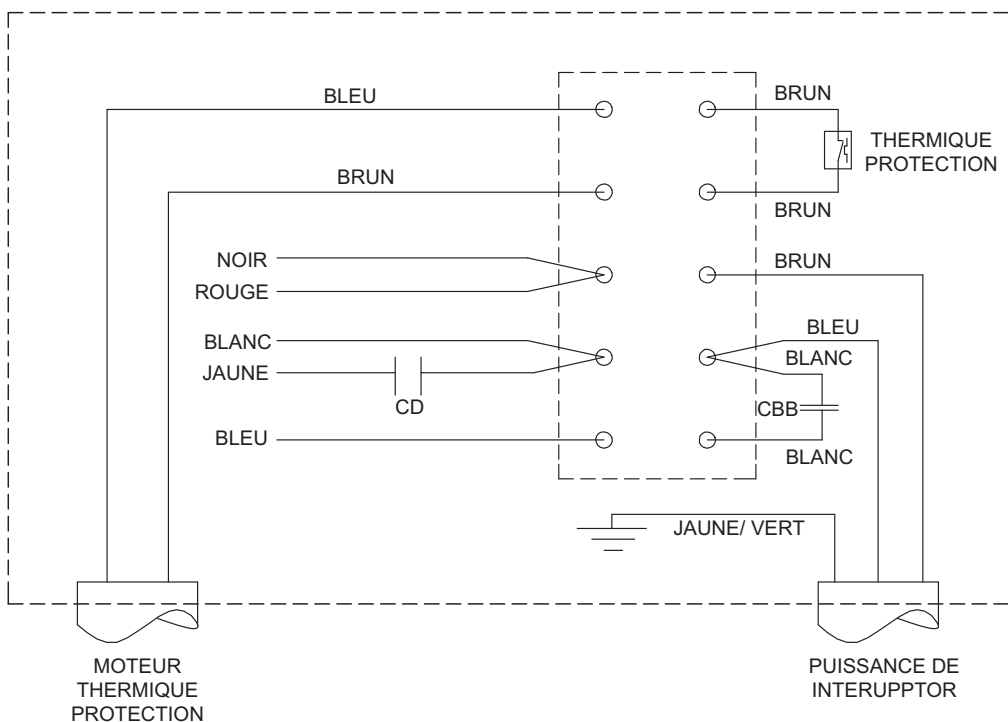 BLEU
BRUN
THERMIQUE
PROTECTION
BRUN
BRUN
NOIR
BRUN
ROUGE
BLEU
BLANC
BLANC
JAUNE
CD
CBB
BLEU
BLANC
JAUNE/ VERT
MOTEUR
THERMIQUE
PROTECTION
PUISSANCE DE
INTERUPPTOR